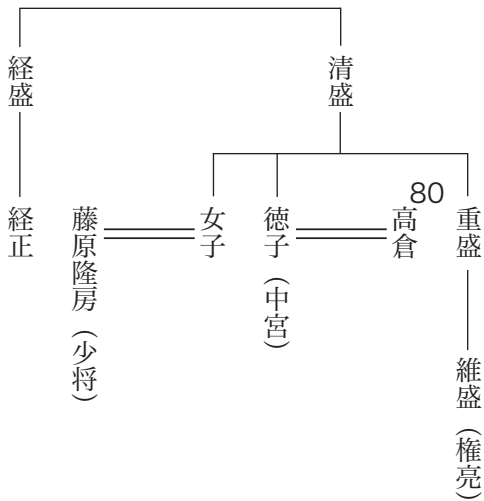 清盛
経盛
80
重盛
高倉
徳子（中宮）
女子
藤原隆房（少将）
経正
維盛（権亮）